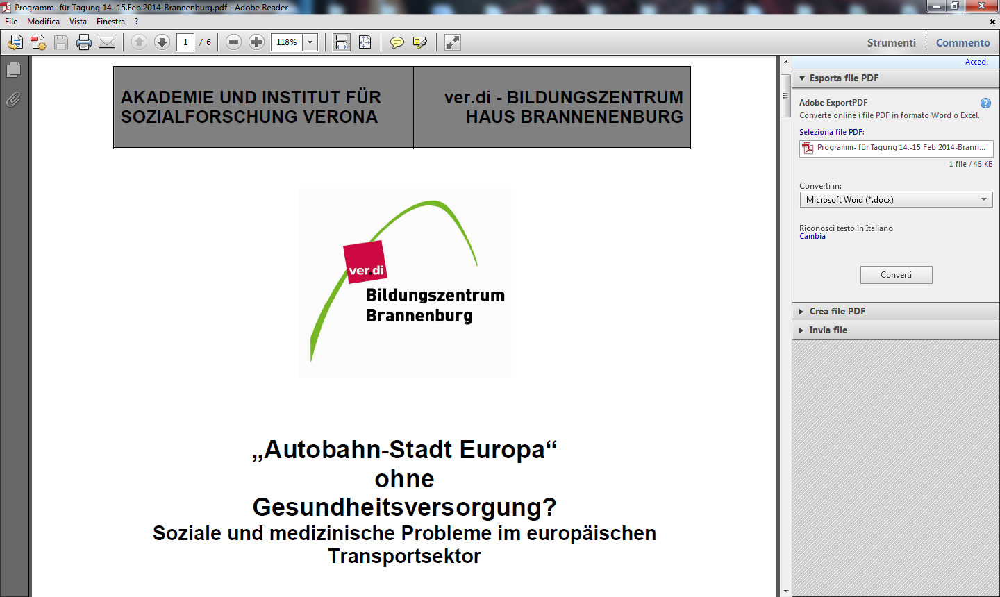 Programm- für Tagung 14.-15.Feb.2014-Brannenburg.pdf - Adobe Reader
File Modifica Vista Finestra ?
1 / 6 118% Strumenti Commento
Accedi
Esporta file PDF
Adobe ExportPDF
Converte online i file PDF in formato Word o Excel.
Seleziona file PDF:
Programm- für Tagung 14.-15.Feb.2014-Brann...
1 file / 46 KB
Converti in:
Microsoft Word (*.docx)
Riconosci testo in Italiano
Cambia
Converti
Crea file PDF
Invia file
AKADEMIE UND INSTITUT FÜR
SOZIALFORSCHUNG VERONA
ver.di - BILDUNGSZENTRUM
HAUS BRANNENENBURG
ver.di
Bildungszentrum
Brannenburg
„Autobahn-Stadt Europa“
ohne
Gesundheitsversorgung?
Soziale und medizinische Probleme im europäischen
Transportsektor